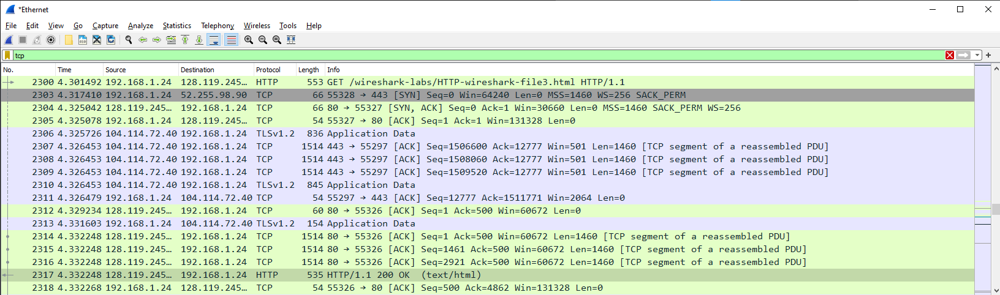 *Ethernet
File Edit View Go Capture Analyze Statistics Telephony Wireless Tools Help
tcp
No. Time Source Destination Protocol Length Info
2300 4.301492 192.168.1.24 128.119.245… HTTP 553 GET /wireshark-labs/HTTP-wireshark-file3.html HTTP/1.1
2303 4.317410 192.168.1.24 52.255.98.90 TCP 66 55328 → 443 [SYN] Seq=0 Win=64240 Len=0 MSS=1460 WS=256 SACK_PERM
2304 4.325042 128.119.245… 192.168.1.24 TCP 66 80 → 55327 [SYN, ACK] Seq=0 Ack=1 Win=30660 Len=0 MSS=1460 SACK_PERM WS=256
2305 4.325078 192.168.1.24 128.119.245… TCP 54 55327 → 80 [ACK] Seq=1 Ack=1 Win=131328 Len=0
2306 4.325726 104.114.72.40 192.168.1.24 TLSv1.2 836 Application Data
2307 4.326453 104.114.72.40 192.168.1.24 TCP 1514 443 → 55297 [ACK] Seq=1506600 Ack=12777 Win=501 Len=1460 [TCP segment of a reassembled PDU]
2308 4.326453 104.114.72.40 192.168.1.24 TCP 1514 443 → 55297 [ACK] Seq=1508060 Ack=12777 Win=501 Len=1460 [TCP segment of a reassembled PDU]
2309 4.326453 104.114.72.40 192.168.1.24 TCP 1514 443 → 55297 [ACK] Seq=1509520 Ack=12777 Win=501 Len=1460 [TCP segment of a reassembled PDU]
2310 4.326453 104.114.72.40 192.168.1.24 TLSv1.2 845 Application Data
2311 4.326479 192.168.1.24 104.114.72.40 TCP 54 55297 → 443 [ACK] Seq=12777 Ack=1511771 Win=2064 Len=0
2312 4.329234 128.119.245… 192.168.1.24 TCP 60 80 → 55326 [ACK] Seq=1 Ack=500 Win=60672 Len=0
2313 4.331603 192.168.1.24 104.114.72.40 TLSv1.2 154 Application Data
2314 4.332248 128.119.245… 192.168.1.24 TCP 1514 80 → 55326 [ACK] Seq=1 Ack=500 Win=60672 Len=1460 [TCP segment of a reassembled PDU]
2315 4.332248 128.119.245… 192.168.1.24 TCP 1514 80 → 55326 [ACK] Seq=1461 Ack=500 Win=60672 Len=1460 [TCP segment of a reassembled PDU]
2316 4.332248 128.119.245… 192.168.1.24 TCP 1514 80 → 55326 [ACK] Seq=2921 Ack=500 Win=60672 Len=1460 [TCP segment of a reassembled PDU]
2317 4.332248 128.119.245… 192.168.1.24 HTTP 535 HTTP/1.1 200 OK (text/html)
2318 4.332268 192.168.1.24 128.119.245… TCP 54 55326 → 80 [ACK] Seq=500 Ack=4862 Win=131328 Len=0